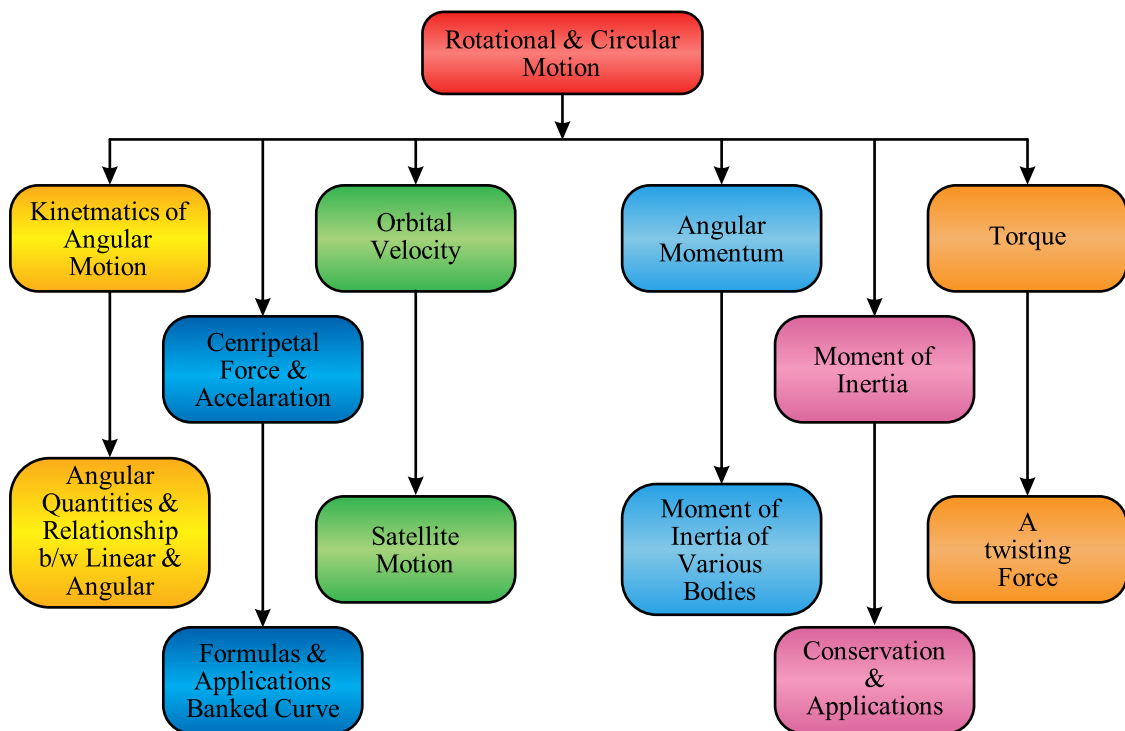 Rotational & Circular
Motion
Kinetmatics of
Angular
Motion
Orbital
Velocity
Angular
Momentum
Torque
Cenripetal
Force &
Accelaration
Moment of
Inertia
Angular
Quantities &
Relationship
b/w Linear &
Angular
Satellite
Motion
Moment of
Inertia of
Various
Bodies
A
twisting
Force
Formulas &
Applications
Banked Curve
Conservation
&
Applications